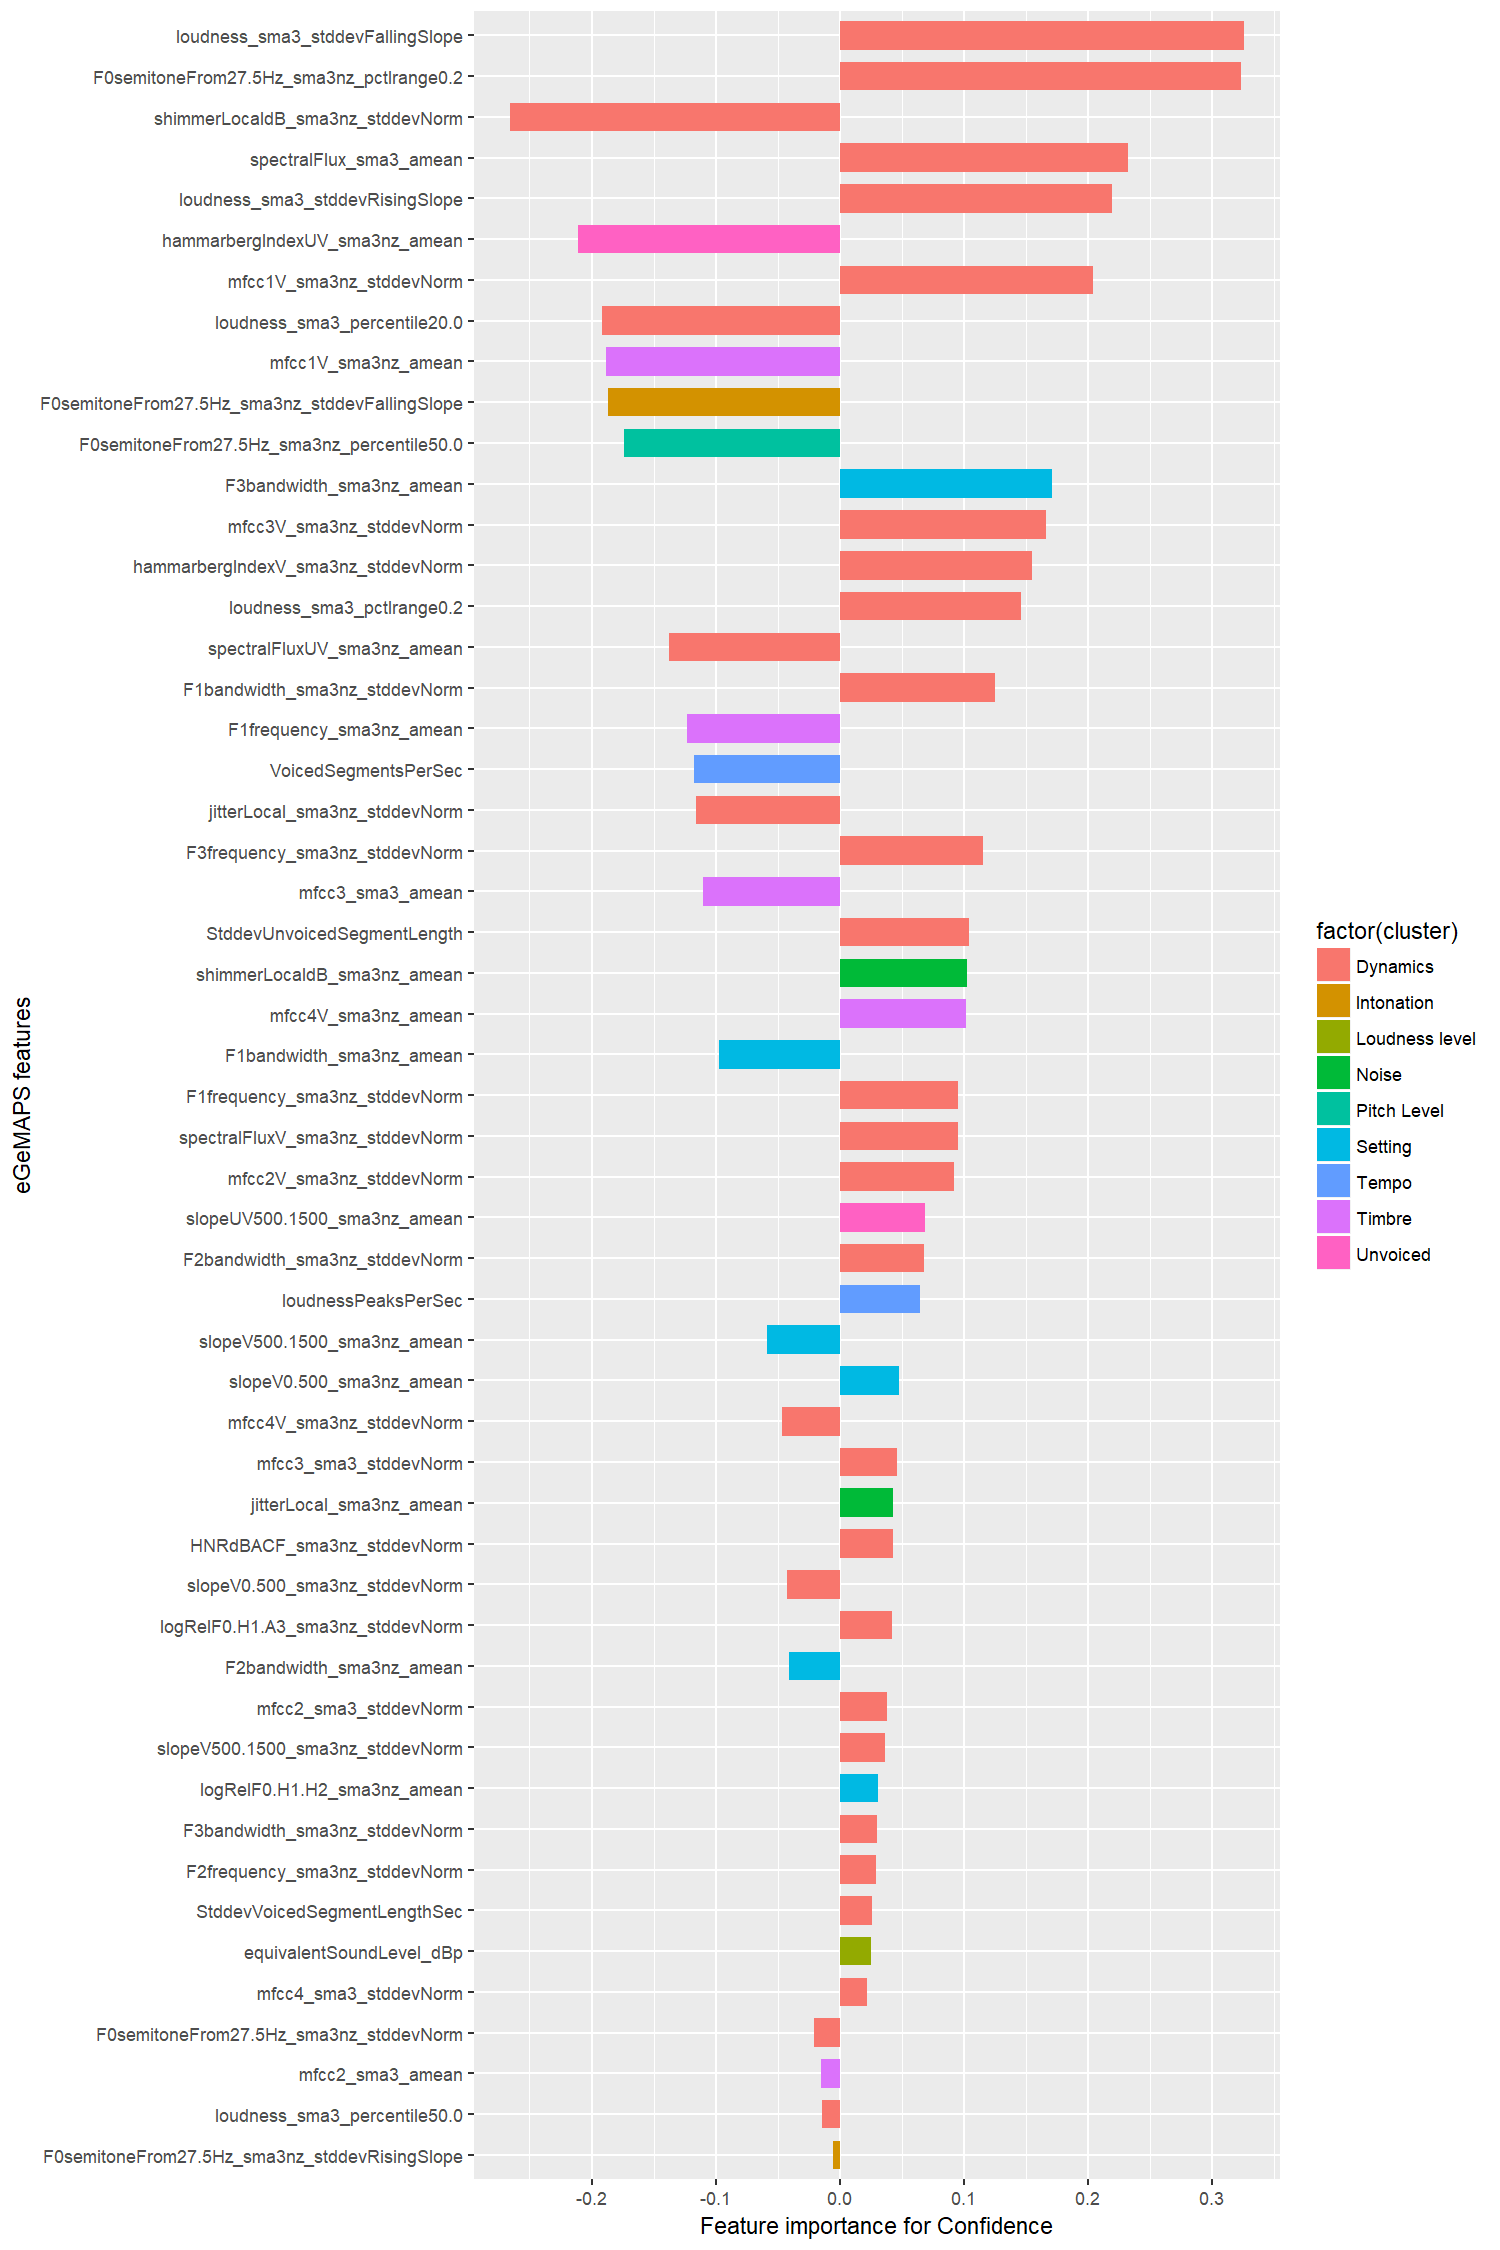 loudness_sma3_stddevFallingSlope
F0semitoneFrom27.5Hz_sma3nz_pctlrange0.2
shimmerLocaldB_sma3nz_stddevNorm
spectralFlux_sma3_amean
loudness_sma3_stddevRisingSlope
hammarbergIndexUV_sma3nz_amean
mfcc1V_sma3nz_stddevNorm
loudness_sma3_percentile20.0
mfcc1V_sma3nz_amean
F0semitoneFrom27.5Hz_sma3nz_stddevFallingSlope
F0semitoneFrom27.5Hz_sma3nz_percentile50.0
F3bandwidth_sma3nz_amean
mfcc3V_sma3nz_stddevNorm
hammarbergIndexV_sma3nz_stddevNorm
loudness_sma3_pctlrange0.2
spectralFluxUV_sma3nz_amean
F1bandwidth_sma3nz_stddevNorm
F1frequency_sma3nz_amean
VoicedSegmentsPerSec
jitterLocal_sma3nz_stddevNorm
F3frequency_sma3nz_stddevNorm
mfcc3_sma3_amean
StddevUnvoicedSegmentLength
shimmerLocaldB_sma3nz_amean
mfcc4V_sma3nz_amean
F1bandwidth_sma3nz_amean
F1frequency_sma3nz_stddevNorm
spectralFluxV_sma3nz_stddevNorm
mfcc2V_sma3nz_stddevNorm
slopeUV500.1500_sma3nz_amean
F2bandwidth_sma3nz_stddevNorm
loudnessPeaksPerSec
slopeV500.1500_sma3nz_amean
slopeV0.500_sma3nz_amean
mfcc4V_sma3nz_stddevNorm
mfcc3_sma3_stddevNorm
jitterLocal_sma3nz_amean
HNRdBACF_sma3nz_stddevNorm
slopeV0.500_sma3nz_stddevNorm
logRelF0.H1.A3_sma3nz_stddevNorm
F2bandwidth_sma3nz_amean
mfcc2_sma3_stddevNorm
slopeV500.1500_sma3nz_stddevNorm
logRelF0.H1.H2_sma3nz_amean
F3bandwidth_sma3nz_stddevNorm
F2frequency_sma3nz_stddevNorm
StddevVoicedSegmentLengthSec
equivalentSoundLevel_dBp
mfcc4_sma3_stddevNorm
F0semitoneFrom27.5Hz_sma3nz_stddevNorm
mfcc2_sma3_amean
loudness_sma3_percentile50.0
F0semitoneFrom27.5Hz_sma3nz_stddevRisingSlope
eGeMAPS features
-0.2 -0.1 0.0 0.1 0.2 0.3
Feature importance for Confidence
factor(cluster)
Dynamics
Intonation
Loudness level
Noise
Pitch Level
Setting
Tempo
Timbre
Unvoiced